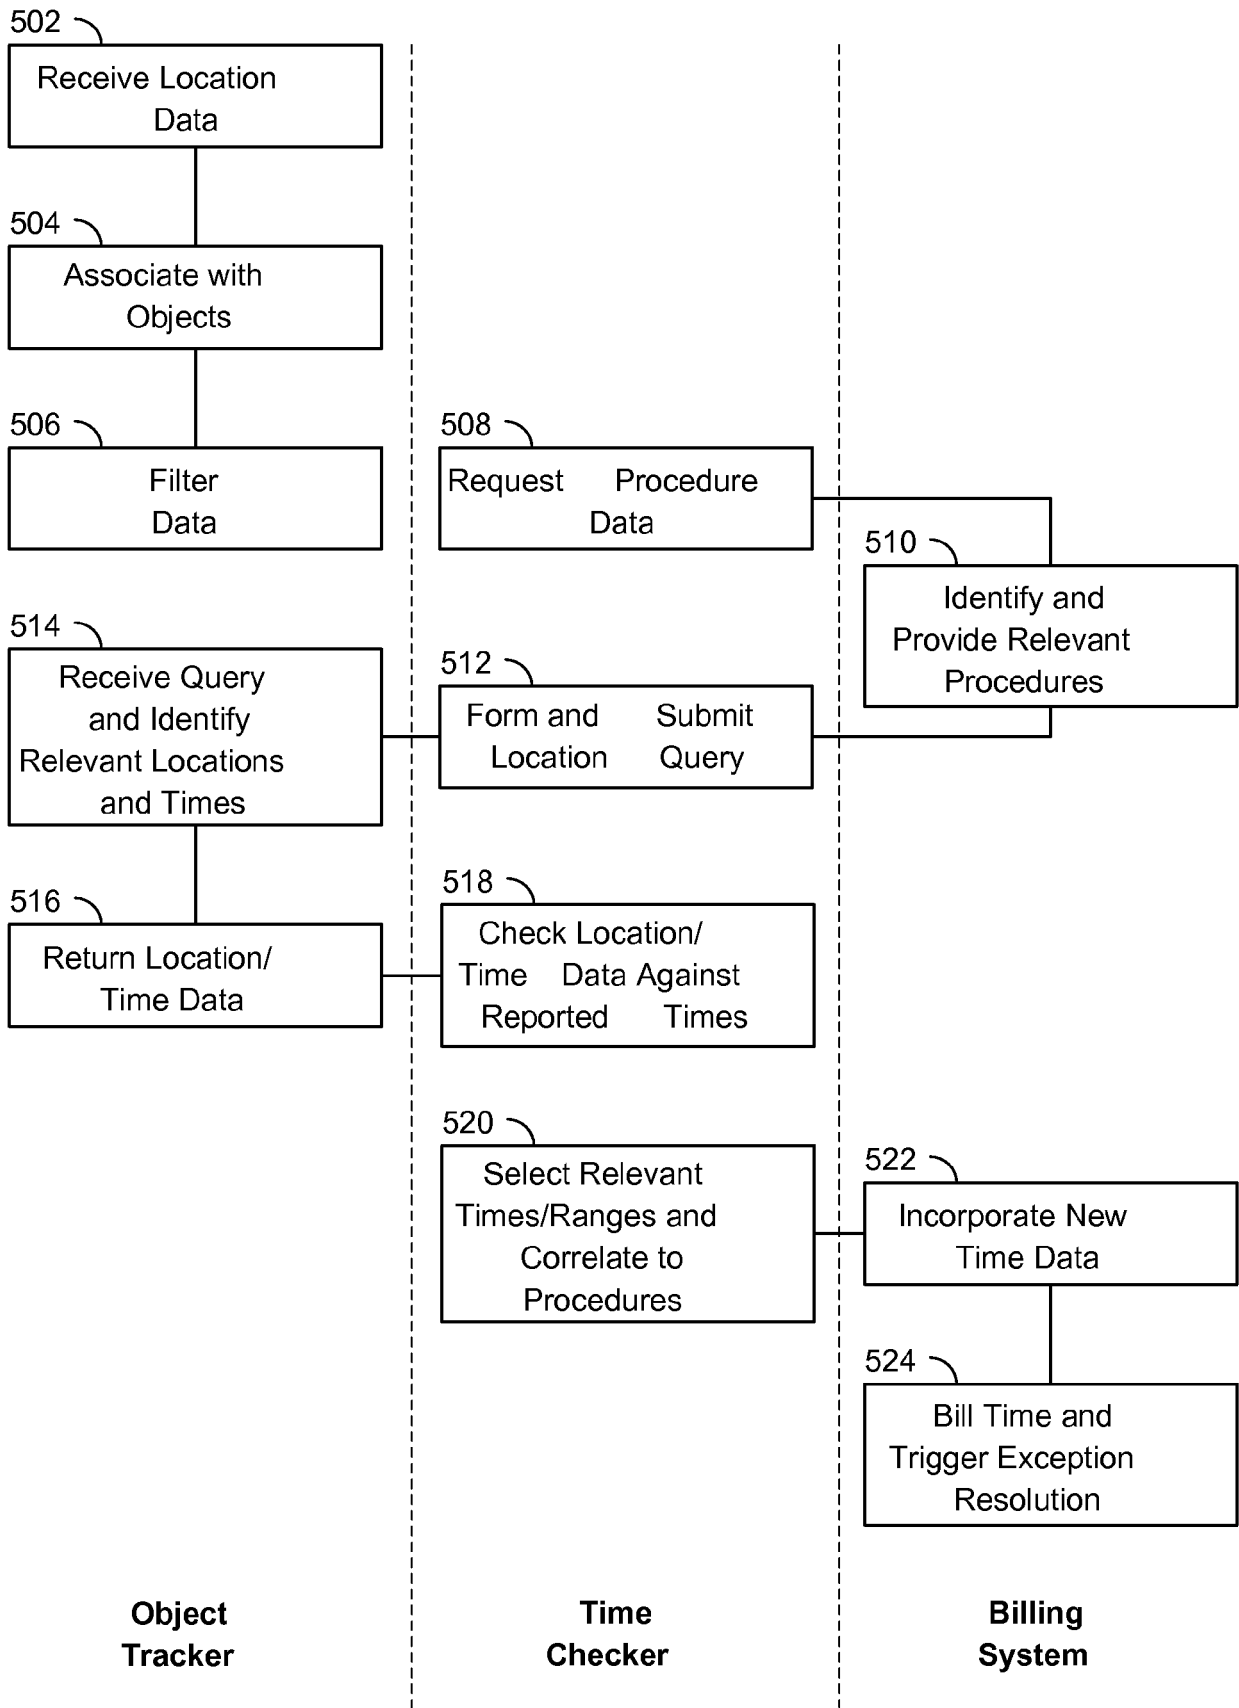 502
Receive Location
Data
504
Associate with
Objects
506
Filter
Data
508
Request Procedure
Data
510
Identify and
Provide Relevant
Procedures
512
Form and Submit
Location Query
514
Receive Query
and Identify
Relevant Locations
and Times
516
Return Location/
Time Data
518
Check Location/
Time Data Against
Reported Times
520
Select Relevant
Times/Ranges and
Correlate to
Procedures
522
Incorporate New
Time Data
524
Bill Time and
Trigger Exception
Resolution
Object
Tracker
Time
Checker
Billing
System